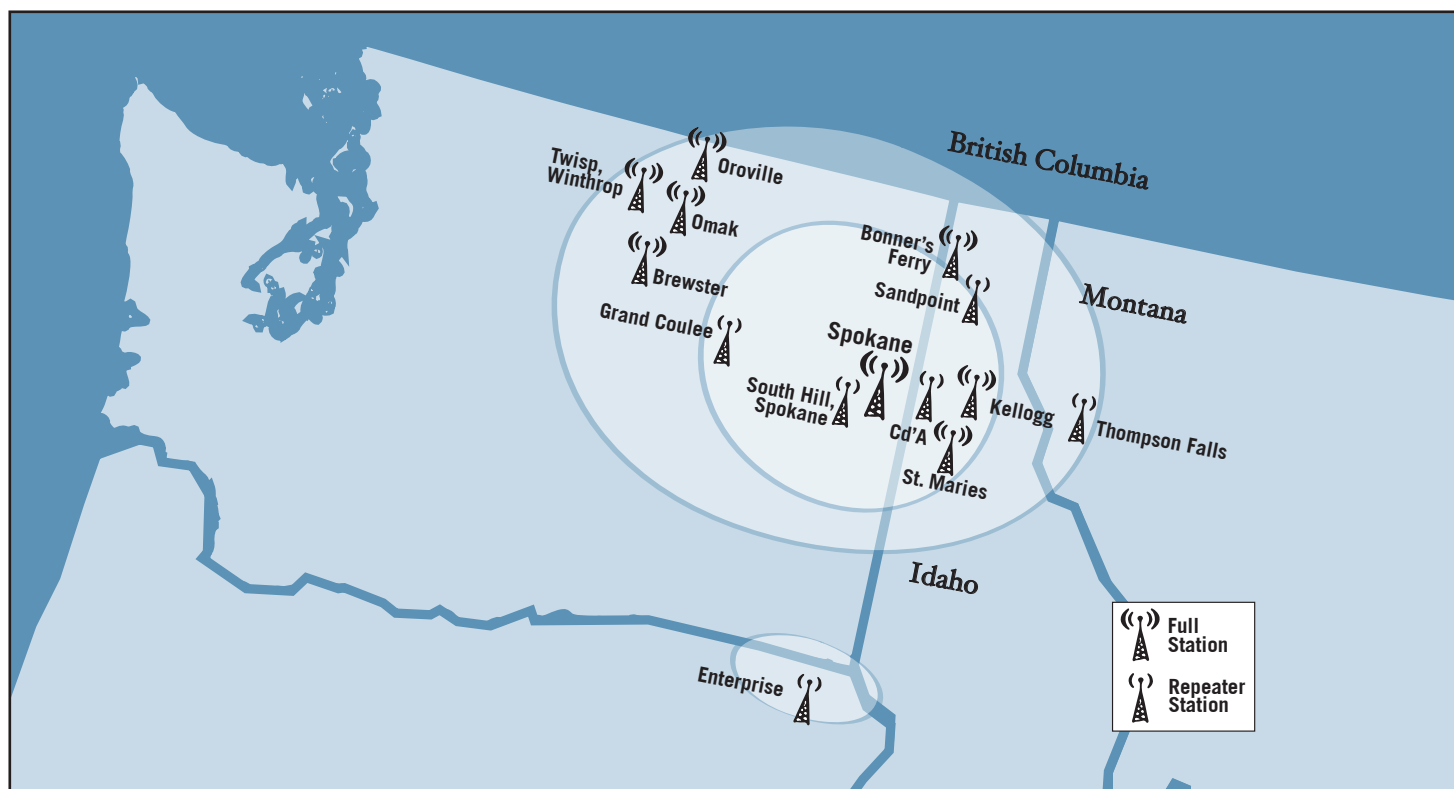 British Columbia
Twisp,
Winthrop
Oroville
Omak
Brewster
Bonner's
Ferry
Sandpoint
Montana
Grand Coulee
Spokane
South Hill,
Spokane
Cd'A
Kellogg
Thompson Falls
St. Maries
Idaho
Enterprise
Full
Station
Repeater
Station